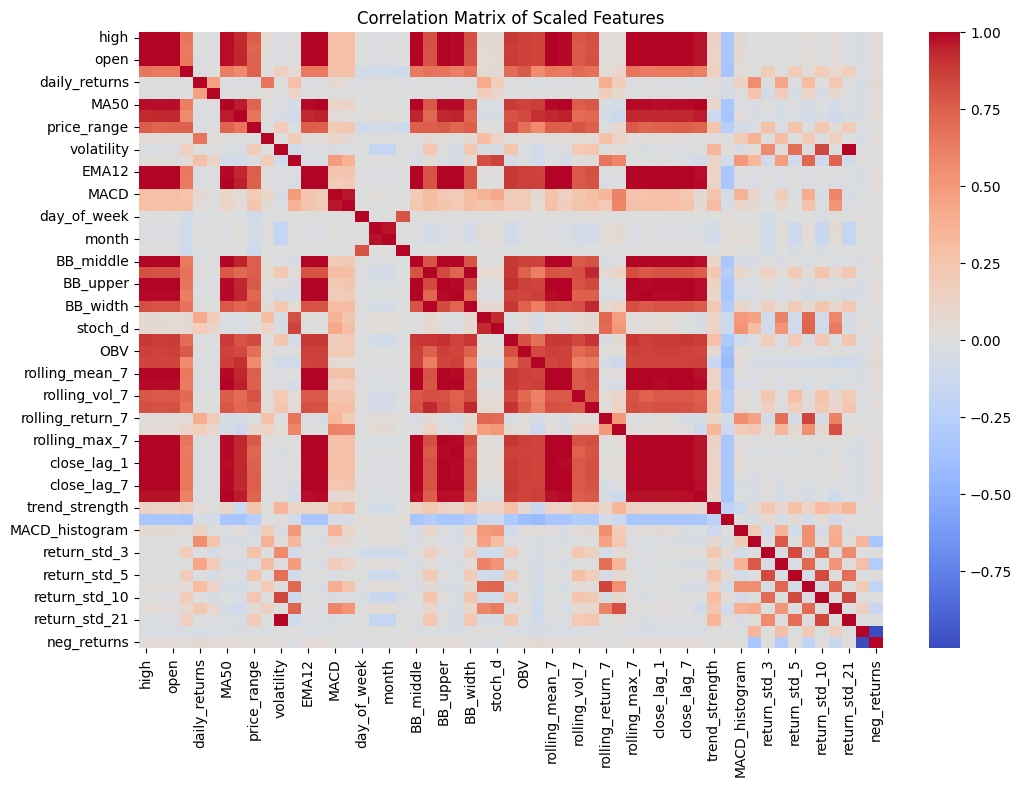 Correlation Matrix of Scaled Features
high
open
daily_returns
MA50
price_range
volatility
EMA12
MACD
day_of_week
month
BB_middle
BB_upper
BB_width
stoch_d
OBV
rolling_mean_7
rolling_vol_7
rolling_return_7
rolling_max_7
close_lag_1
close_lag_7
trend_strength
MACD_histogram
return_std_3
return_std_5
return_std_10
return_std_21
neg_returns
high
open
daily_returns
MA50
price_range
volatility
EMA12
MACD
day_of_week
month
BB_middle
BB_upper
BB_width
stoch_d
OBV
rolling_mean_7
rolling_vol_7
rolling_return_7
rolling_max_7
close_lag_1
close_lag_7
trend_strength
MACD_histogram
return_std_3
return_std_5
return_std_10
return_std_21
neg_returns
1.00
0.75
0.50
0.25
0.00
−0.25
−0.50
−0.75